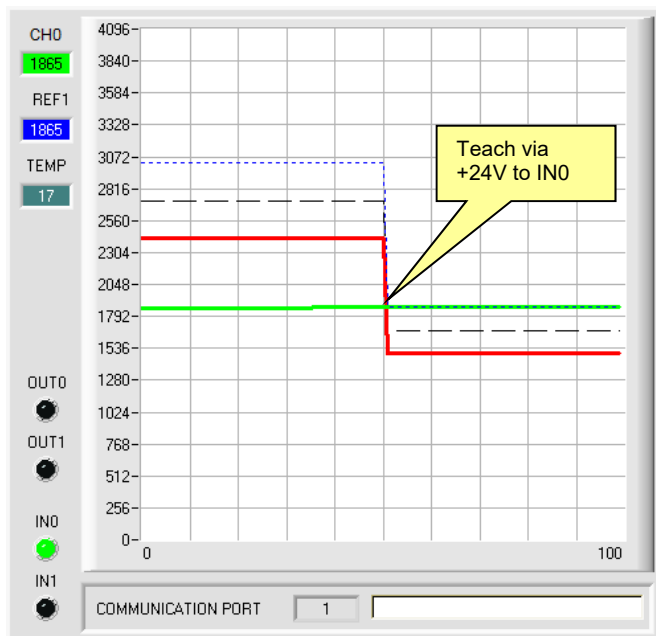 CH0
1865
REF1
1865
TEMP
17
OUT0
OUT1
IN0
IN1
4096
3840
3584
3328
3072
2816
2560
2304
2048
1792
1536
1280
1024
768
512
256
0
0 100
Teach via
+24V to IN0
COMMUNICATION PORT 1